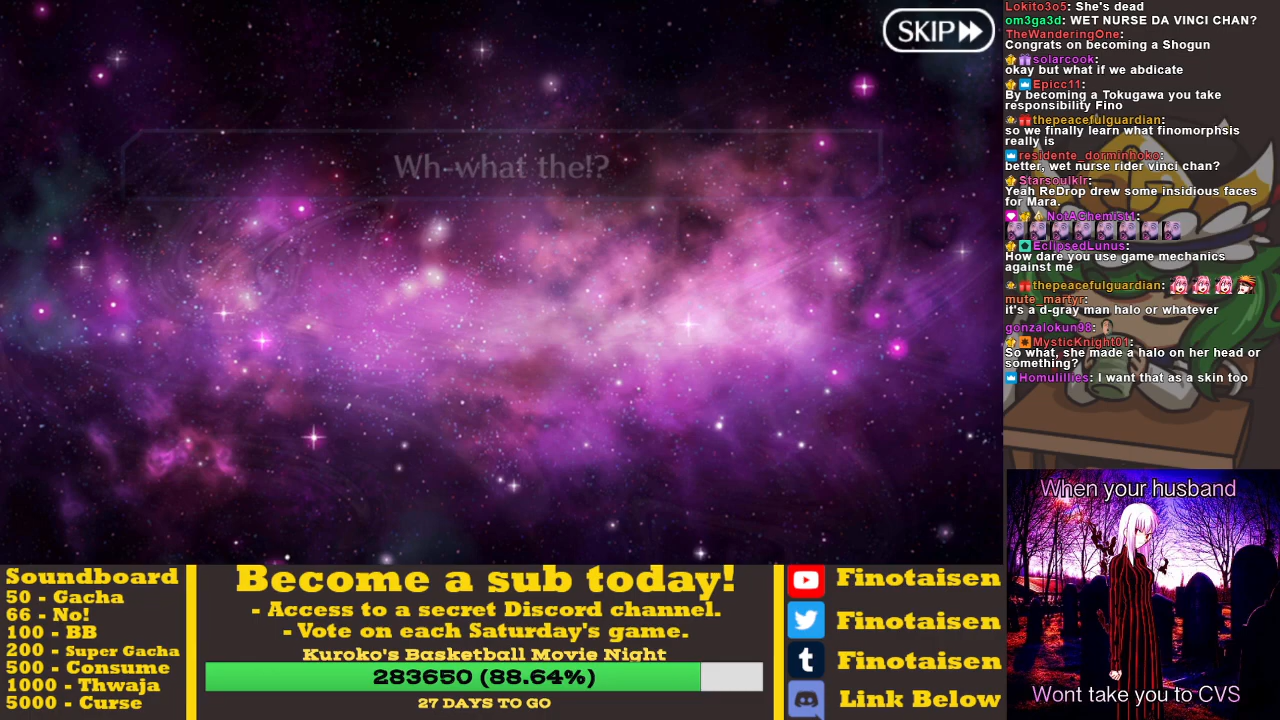 SKIP
Wh-what the!?
Lokito3o5: She's dead
om3ga3d: WET NURSE DA VINCI CHAN?
TheWanderingOne:
Congrats on becoming a Shogun
solarcook:
okay but what if we abdicate
Epicc11:
By becoming a Tokugawa you take
responsibility Fino
thepeacefulguardian:
so we finally learn what finomorphsis
really is
residente_dorminhoko:
better, wet nurse rider vinci chan?
Starsoulklr:
Yeah ReDrop drew some insidious faces
for Mara.
NotAChemist1:
EclipsedLunus:
How dare you use game mechanics
against me
thepeacefulguardian:
mute_martyr:
it's a d-gray man halo or whatever
gonzalokun98:
MysticKnight01:
So what, she made a halo on her head or
something?
Homulillies: I want that as a skin too
When your husband
Wont take you to CVS
Soundboard
50 - Gacha
66 - No!
100 - BB
200 - Super Gacha
500 - Consume
1000 - Thwaja
5000 - Curse
Become a sub today!
- Access to a secret Discord channel.
- Vote on each Saturday's game.
Kuroko's Basketball Movie Night
283650 (88.64%)
27 DAYS TO GO
Finotaisen
Finotaisen
Finotaisen
Link Below